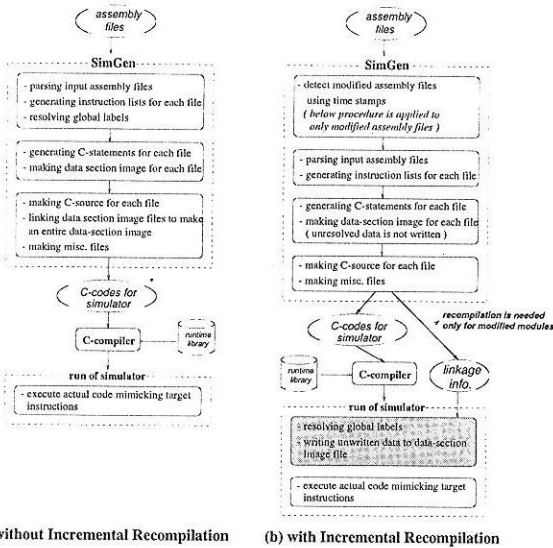 assembly
files
SimGen
- parsing input assembly files
- generating instruction lists for each file
- resolving global labels
- generating C-statements for each file
- making data section image for each file
- making C-source for each file
- linking data section image files to make
an entire data-section image
- making misc. files
C-codes for
simulator
C-compiler
runtime
library
run of simulator
- execute actual code mimicking target
instructions
without Incremental Recompilation
assembly
files
SimGen
- detect modified assembly files
using time stamps
( below procedure is applied to
only modified assembly files )
- parsing input assembly files
- generating instruction lists for each file
- generating C-statements for each file
- making data-section image for each file
( unresolved data is not written )
- making C-source for each file
- making misc. files
recompilation is needed
only for modified modules
C-codes for
simulator
runtime
library
C-compiler
linkage
info.
run of simulator
- resolving global labels
- writing unwritten data to data-section
Image file
- execute actual code mimicking target
instructions
(b) with Incremental Recompilation